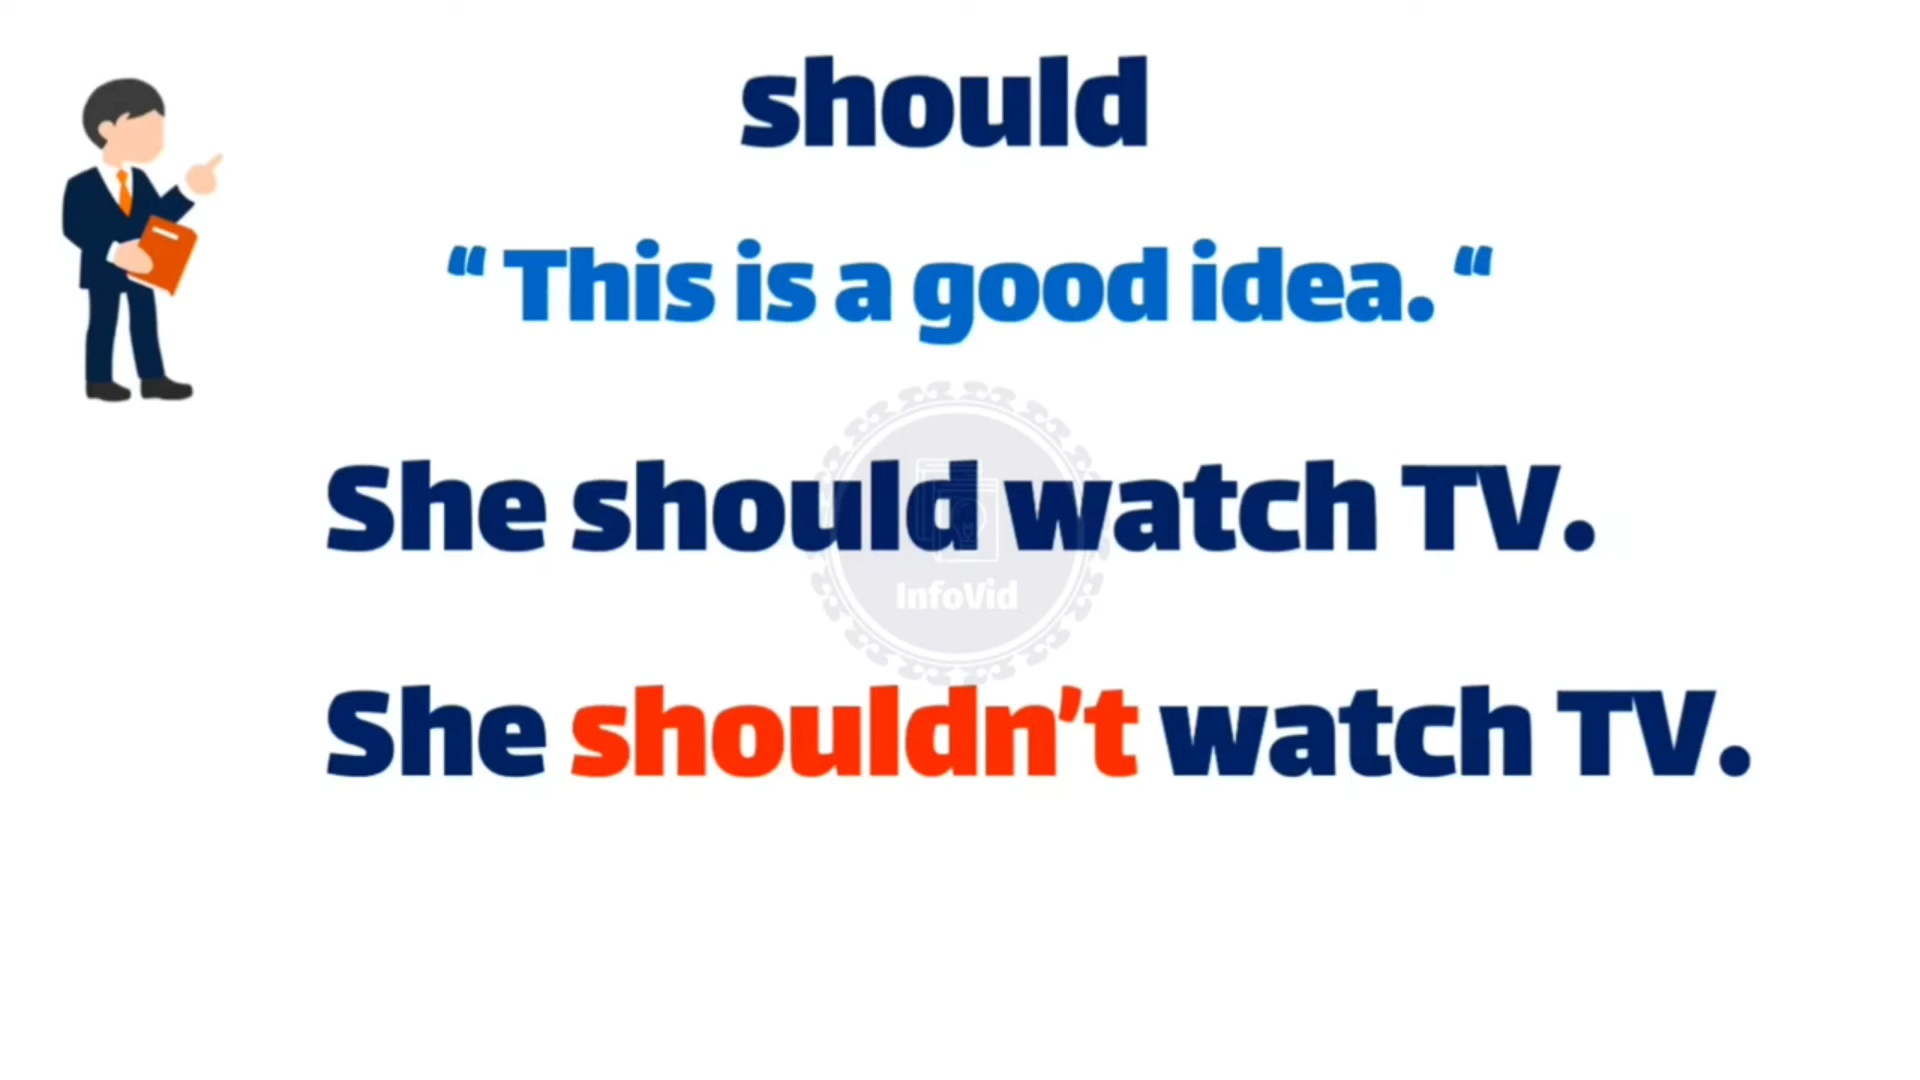 should
“ This is a good idea. “
She should watch TV.
InfoVid
She shouldn’t watch TV.